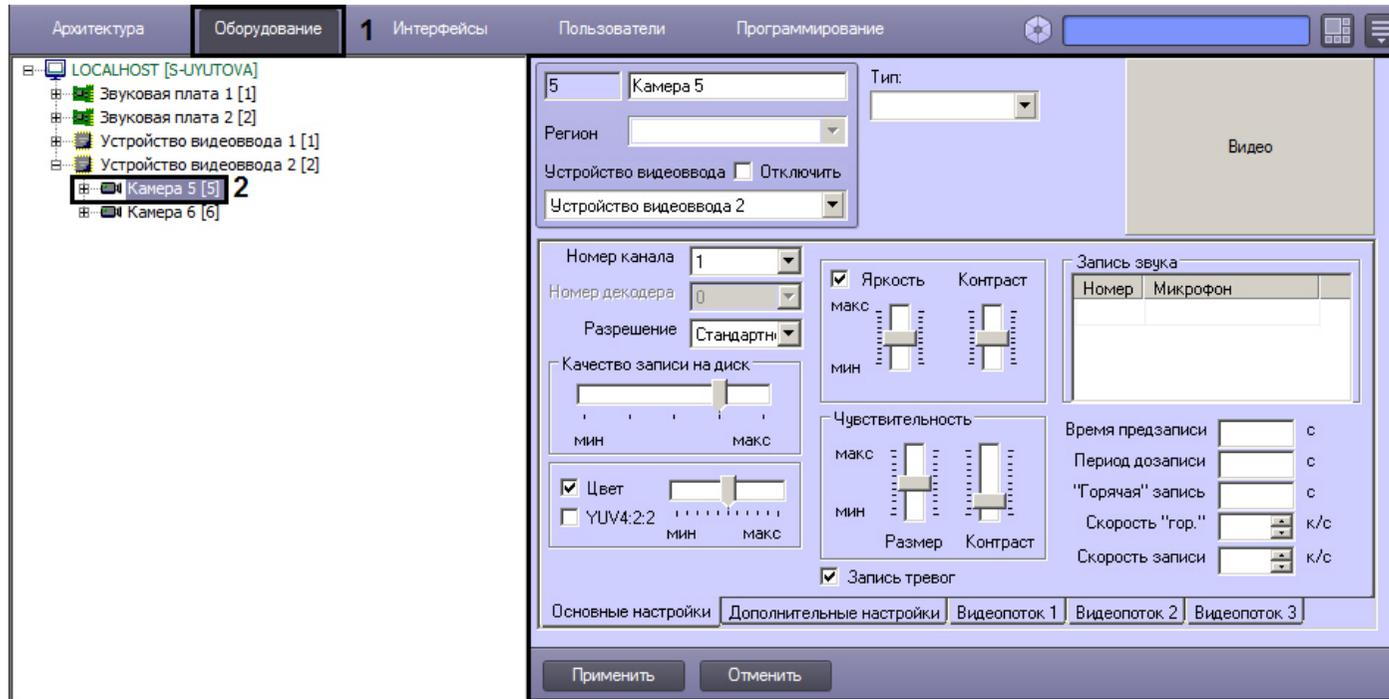 Архитектура Оборудование 1 Интерфейсы Пользователи Программирование
LOCALHOST [S-UYUTOVA]
Звуковая плата 1 [1]
Звуковая плата 2 [2]
Устройство видеоввода 1 [1]
Устройство видеоввода 2 [2]
Камера 5 [5] 2
Камера 6 [6]
5 Камера 5
Тип:
Регион
Устройство видеоввода Отключить
Устройство видеоввода 2
Видео
Номер канала 1
Номер декодера 0
Разрешение Стандартн
Качество записи на диск
мин макс
Цвет
YUV4:2:2
мин макс
Яркость Контраст
макс
мин
Чувствительность
макс
мин
Размер Контраст
Запись тревог
Запись звука
Номер Микрофон
Время предзаписи с
Период дозаписи с
"Горячая" запись с
Скорость "гор." к/с
Скорость записи к/с
Основные настройки Дополнительные настройки Видеопоток 1 Видеопоток 2 Видеопоток 3
Применить Отменить